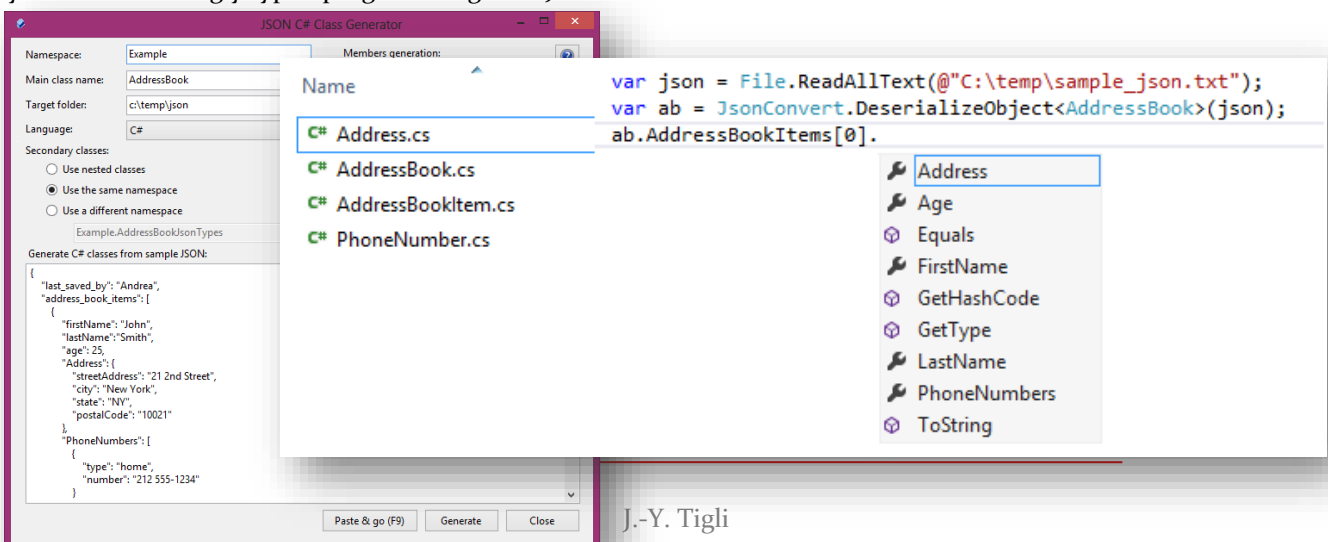 JSON C# Class Generator
Namespace:
Example
Members generation:
Main class name:
AddressBook
Target folder:
c:\temp\json
Language:
C#
Secondary classes:
Use nested classes
Use the same namespace
Use a different namespace
Example.AddressBookJsonTypes
Generate C# classes from sample JSON:
{
"last_saved_by": "Andrea",
"address_book_items": [
{
"firstName": "John",
"lastName":"Smith",
"age": 25,
"Address": {
"streetAddress": "21 2nd Street",
"city": "New York",
"state": "NY",
"postalCode": "10021"
},
"PhoneNumbers": [
{
"type": "home",
"number": "212 555-1234"
}
Paste & go (F9)
Generate
Close
Name
C# Address.cs
C# AddressBook.cs
C# AddressBookItem.cs
C# PhoneNumber.cs
var json = File.ReadAllText(@"C:\temp\sample_json.txt");
var ab = JsonConvert.DeserializeObject<AddressBook>(json);
ab.AddressBookItems[0].
Address
Age
Equals
FirstName
GetHashCode
GetType
LastName
PhoneNumbers
ToString
J.-Y. Tigli